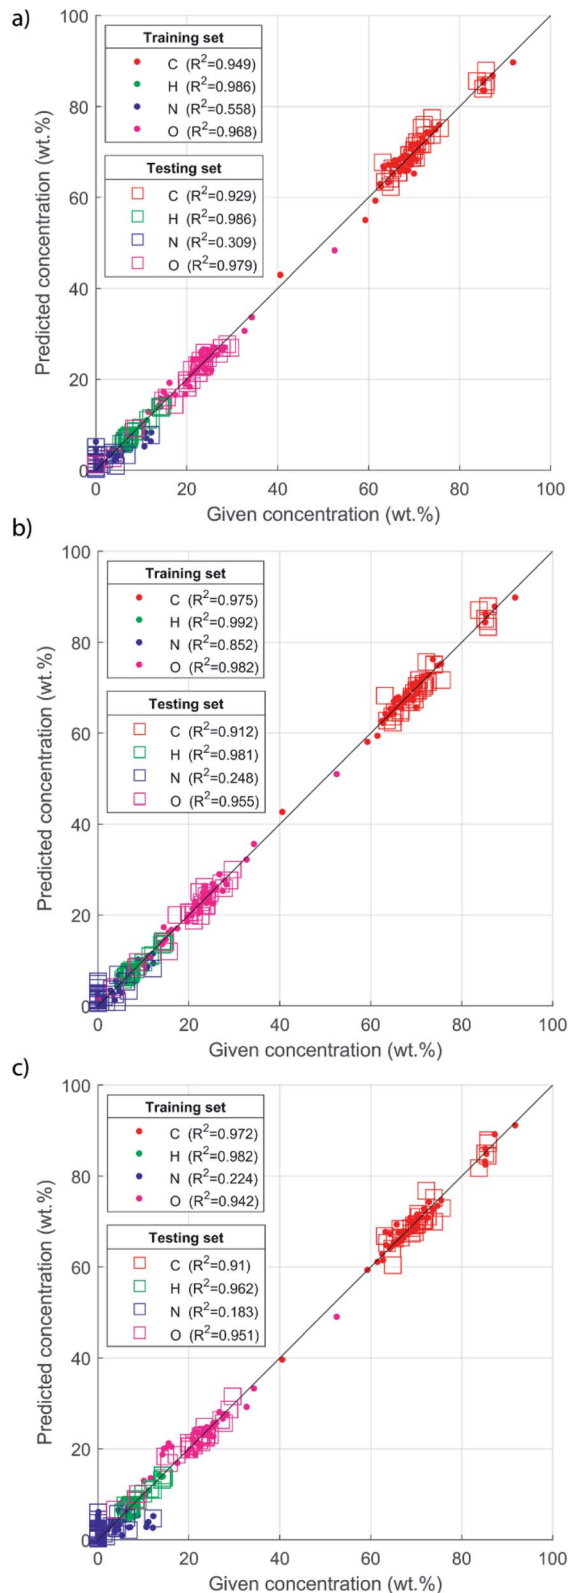 a)
100
80
60
40
20
0
Predicted concentration (wt.%)
Training set
C (R²=0.949)
H (R²=0.986)
N (R²=0.558)
O (R²=0.968)
Testing set
C (R²=0.929)
H (R²=0.986)
N (R²=0.309)
O (R²=0.979)
0 20 40 60 80 100
Given concentration (wt.%)
b)
100
80
60
40
20
0
Predicted concentration (wt.%)
Training set
C (R²=0.975)
H (R²=0.992)
N (R²=0.852)
O (R²=0.982)
Testing set
C (R²=0.912)
H (R²=0.981)
N (R²=0.248)
O (R²=0.955)
0 20 40 60 80 100
Given concentration (wt.%)
c)
100
80
60
40
20
0
Predicted concentration (wt.%)
Training set
C (R²=0.972)
H (R²=0.982)
N (R²=0.224)
O (R²=0.942)
Testing set
C (R²=0.91)
H (R²=0.962)
N (R²=0.183)
O (R²=0.951)
0 20 40 60 80 100
Given concentration (wt.%)